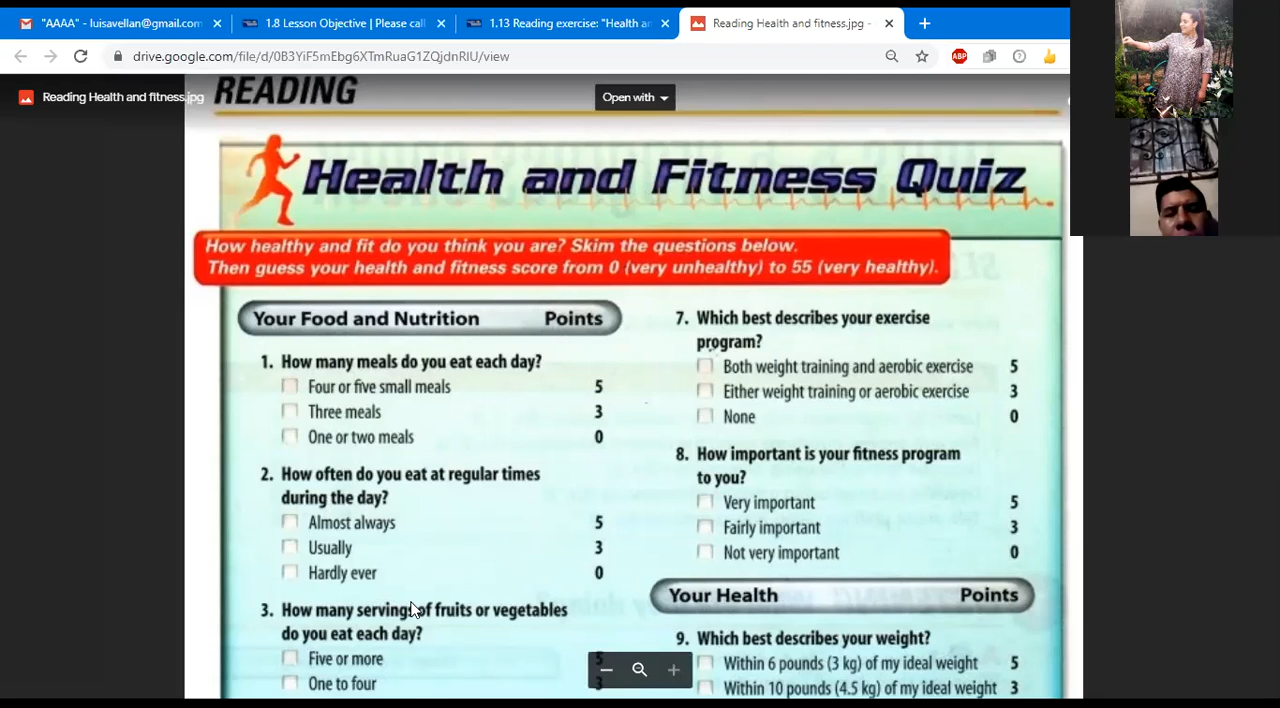 "AAAA" - luisavellan@gmail.com
1.8 Lesson Objective | Please call
1.13 Reading exercise: "Health an
Reading Health and fitness.jpg -
drive.google.com/file/d/0B3YiF5mEbg6XTmRuaG1ZQjdnRlU/view
ABP
Reading Health and fitness.jpg
READING
Open with
Health and Fitness Quiz
How healthy and fit do you think you are? Skim the questions below.
Then guess your health and fitness score from 0 (very unhealthy) to 55 (very healthy).
Your Food and Nutrition Points
1. How many meals do you eat each day?
Four or five small meals 5
Three meals 3
One or two meals 0
2. How often do you eat at regular times
during the day?
Almost always 5
Usually 3
Hardly ever 0
3. How many servings of fruits or vegetables
do you eat each day?
Five or more 5
One to four 3
7. Which best describes your exercise
program?
Both weight training and aerobic exercise 5
Either weight training or aerobic exercise 3
None 0
8. How important is your fitness program
to you?
Very important 5
Fairly important 3
Not very important 0
Your Health Points
9. Which best describes your weight?
Within 6 pounds (3 kg) of my ideal weight 5
Within 10 pounds (4.5 kg) of my ideal weight 3